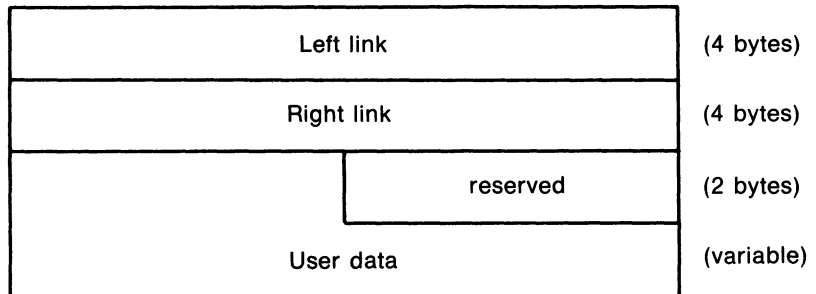 Left link (4 bytes)
Right link (4 bytes)
reserved (2 bytes)
User data (variable)